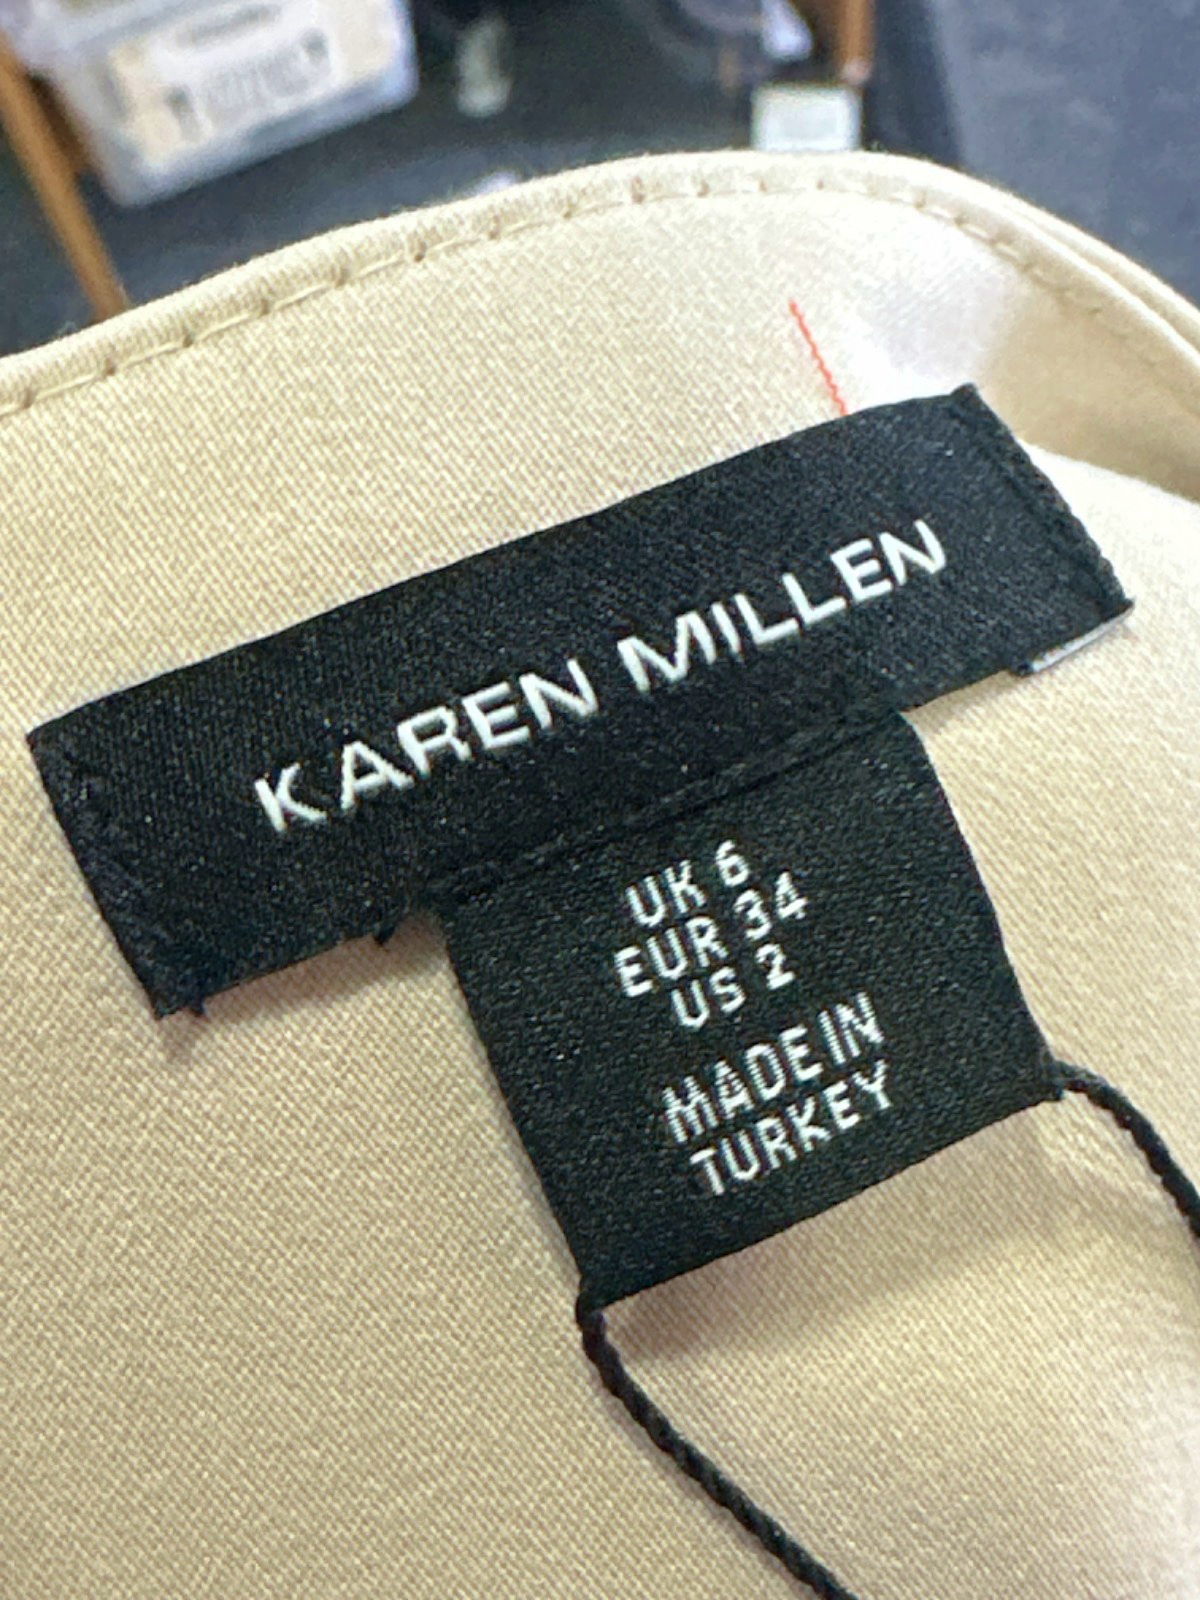 KAREN MILLEN
UK 6
EUR 34
US 2
MADE IN
TURKEY